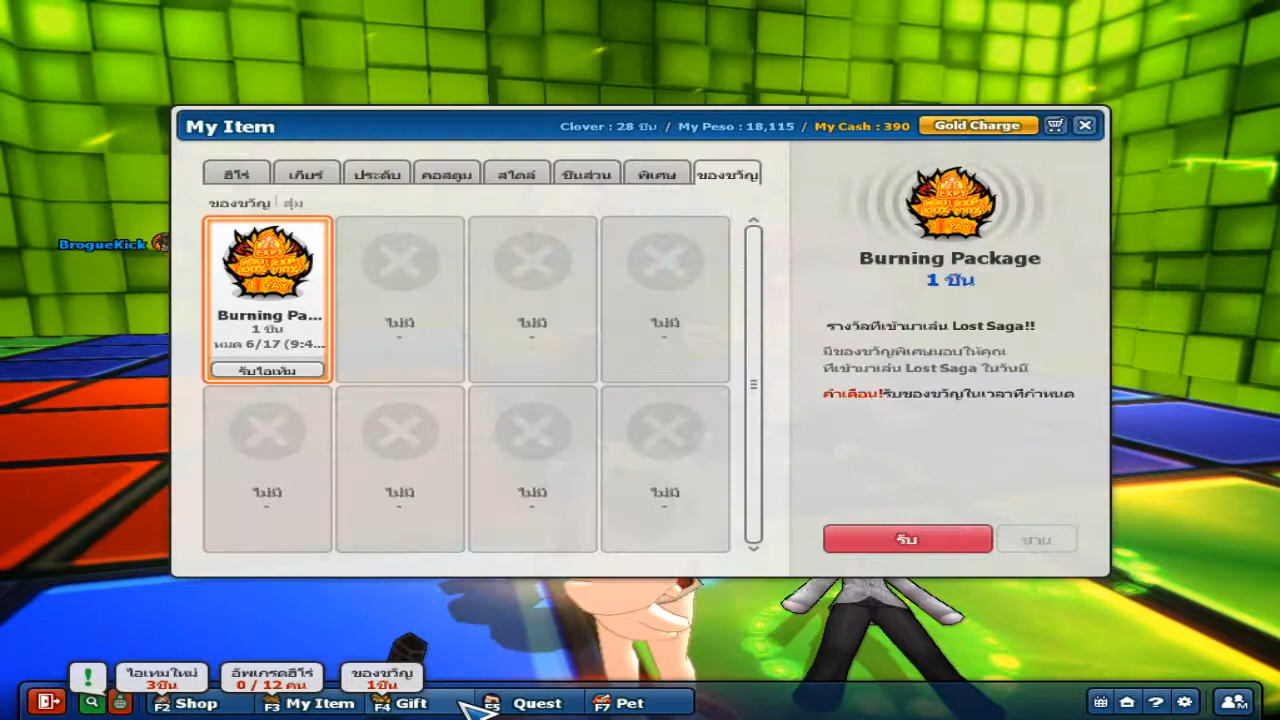 My Item
Clover : 28 ชิ้น / My Peso : 18,115 / My Cash : 390
Gold Charge
ฮีโร่
เกียร์
ประดับ
คอสตูม
สไตล์
ชิ้นส่วน
พิเศษ
ของขวัญ
ของขวัญ
สุ่ม
BrogueKick
1 DAY
Burning Pa...
1 ชิ้น
หมด 6/17 (9:4...
รับไอเท็ม
ไม่มี
-
ไม่มี
-
ไม่มี
-
ไม่มี
-
ไม่มี
-
ไม่มี
-
ไม่มี
-
1 DAY
Burning Package
1 ชิ้น
รางวัลที่เข้ามาเล่น Lost Saga!!
มีของขวัญพิเศษมอบให้คุณ
ที่เข้ามาเล่น Lost Saga ในวันนี้
คำเตือน!รับของขวัญในเวลาที่กำหนด
รับ
ขาย
!
ไอเทมใหม่
3ชิ้น
อัพเกรดฮีโร่
0 / 12 คน
ของขวัญ
1ชิ้น
F2 Shop
F3 My Item
F4 Gift
F5 Quest
F7 Pet